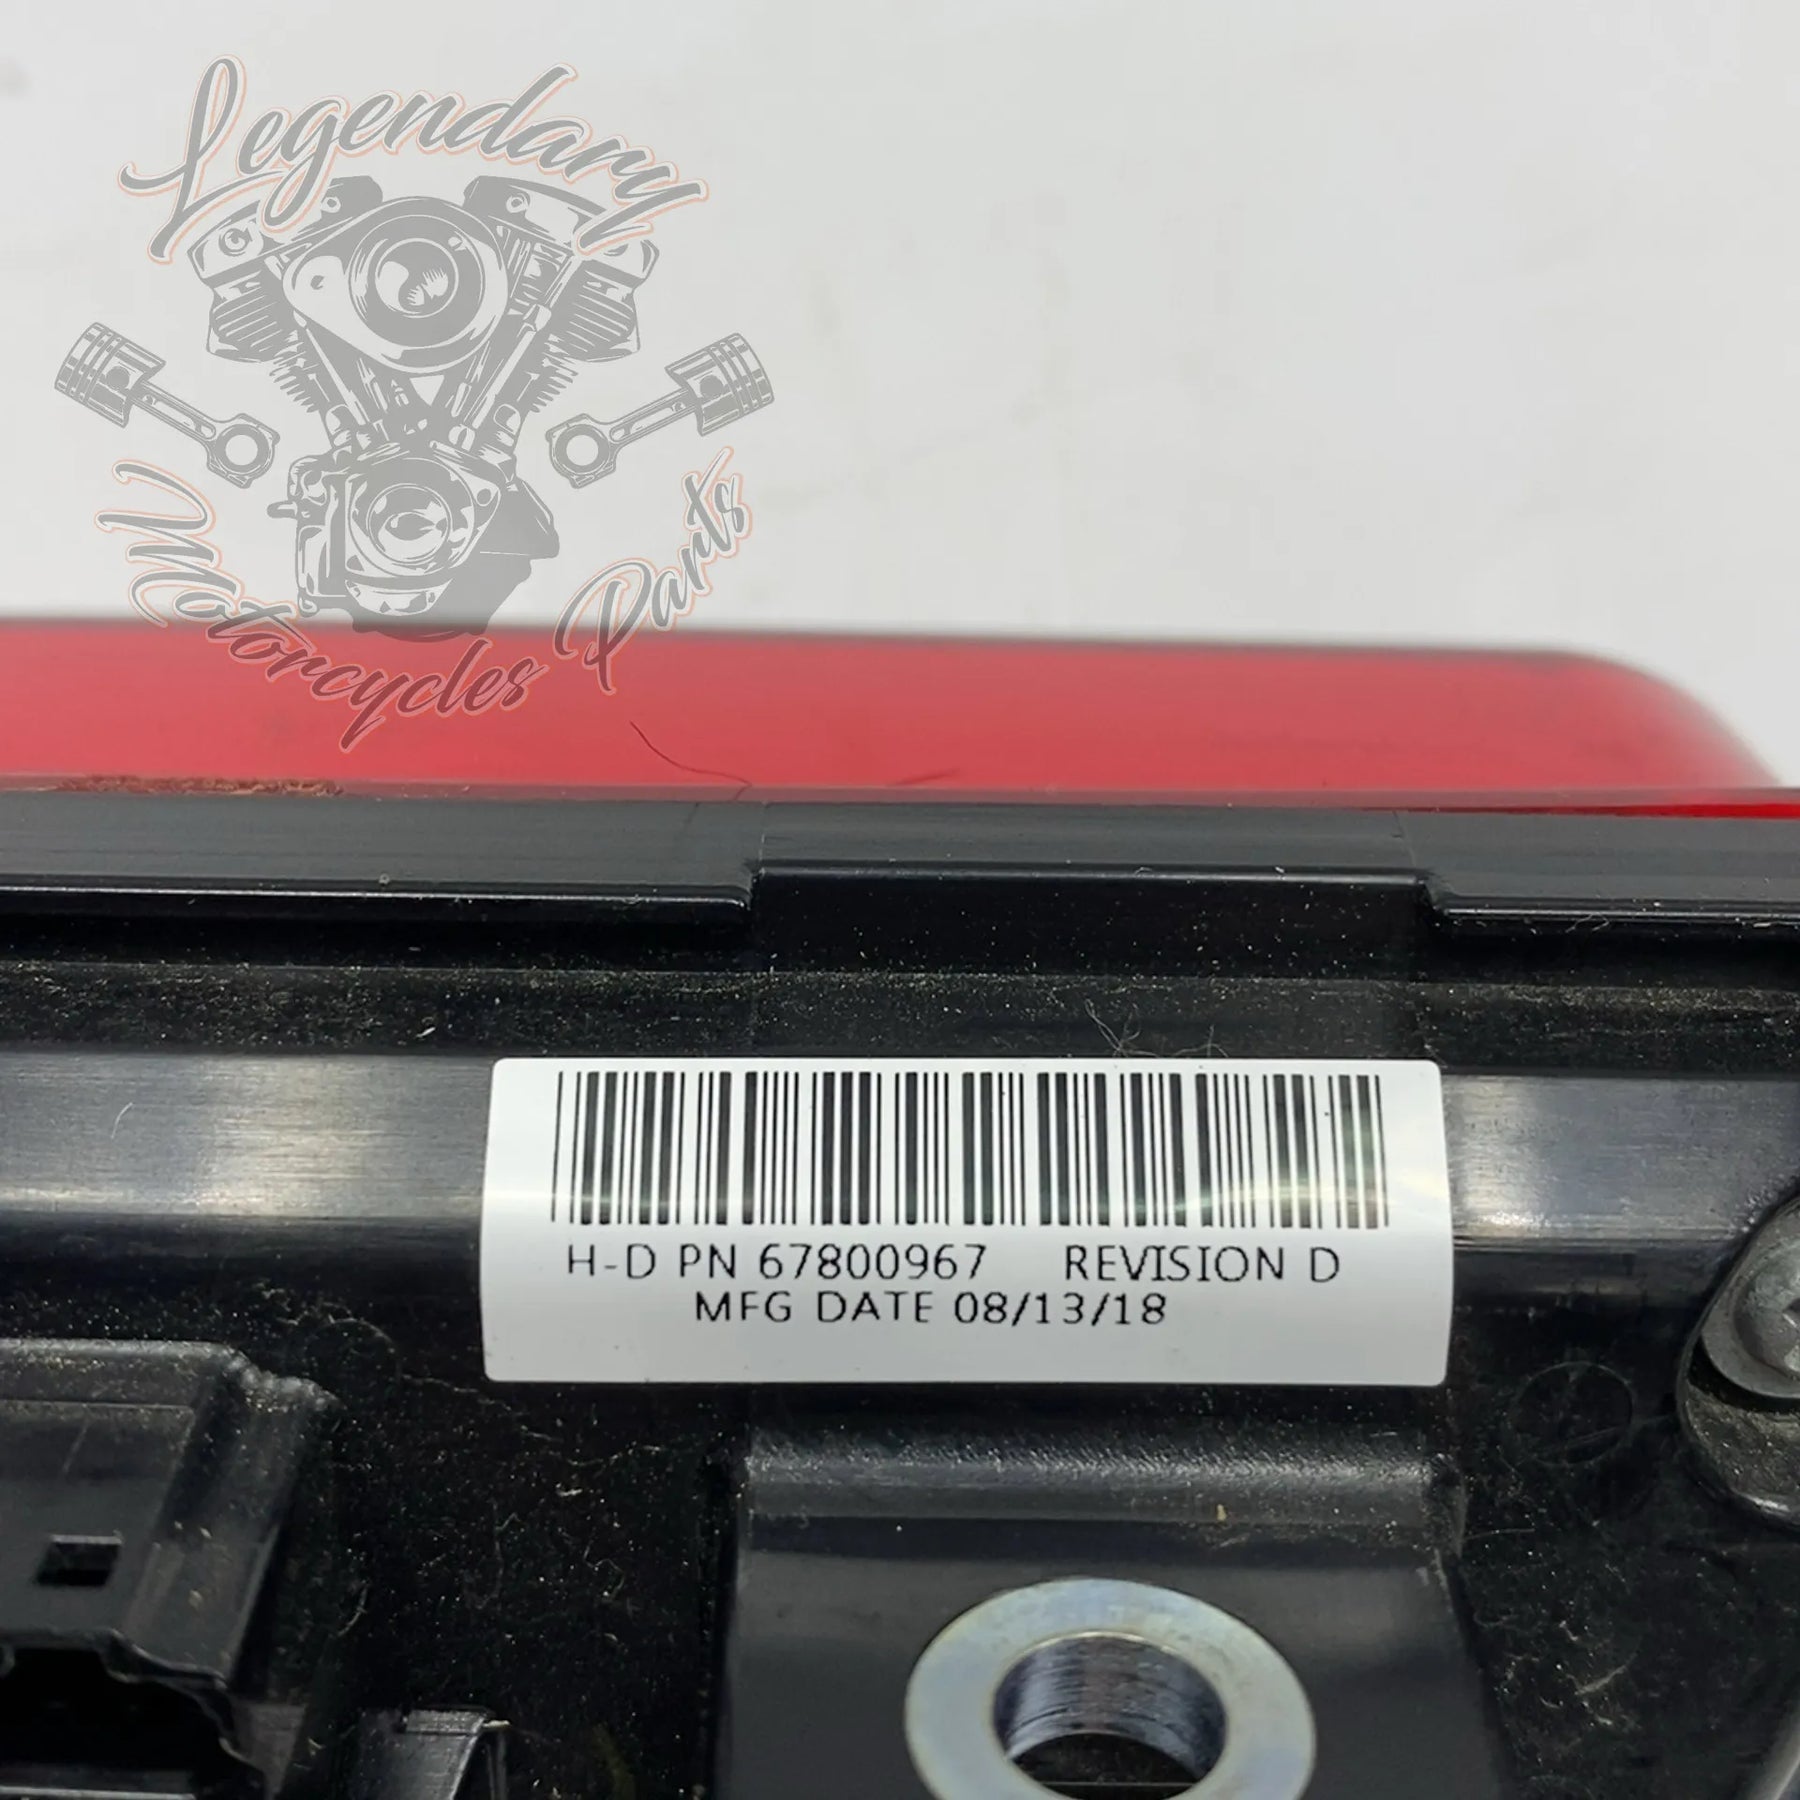 Legendary
Motorcycles Parts
H-D PN 67800967 REVISION D
MFG DATE 08/13/18